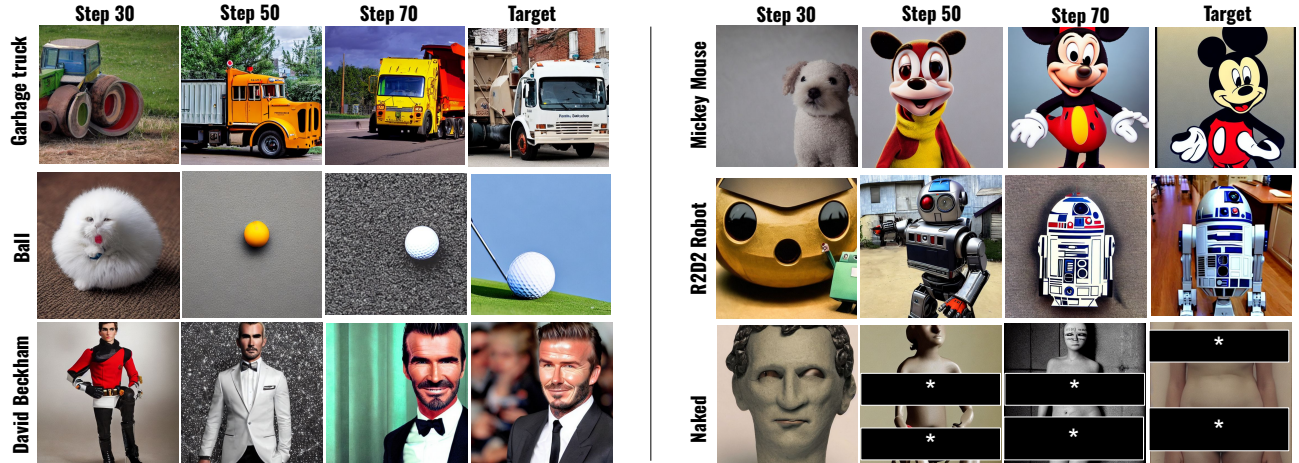 Step 30 Step 50 Step 70 Target
Garbage truck
Ball
David Beckham
Step 30 Step 50 Step 70 Target
Mickey Mouse
R2D2 Robot
Naked
*
*
*
*
*
*